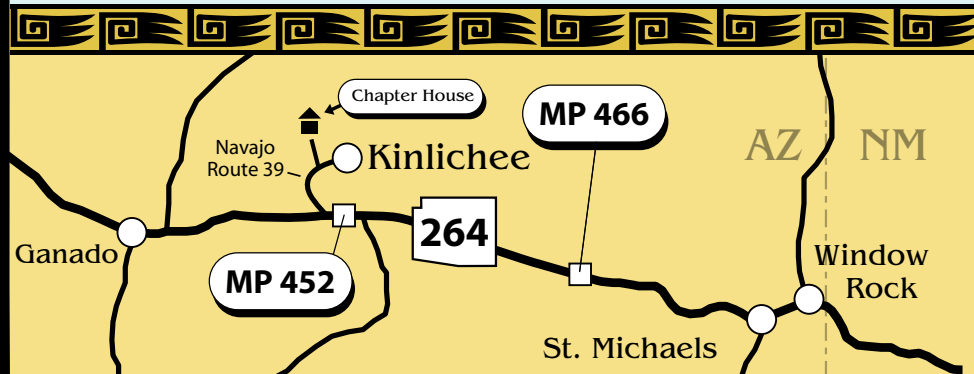 Chapter House
MP 466
AZ
NM
Navajo
Route 39
Kinlichee
264
Ganado
MP 452
Window
Rock
St. Michaels